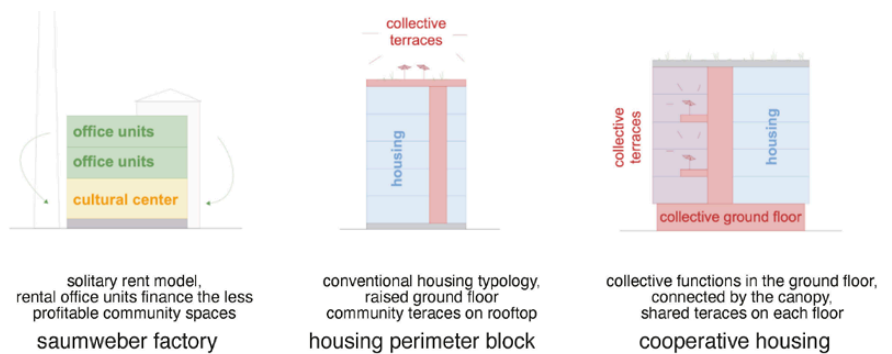 office units
office units
cultural center
solitary rent model,
rental office units finance the less
profitable community spaces
saumweber factory
collective
terraces
housing
conventional housing typology,
raised ground floor
community teraces on rooftop
housing perimeter block
collective
terraces
housing
collective ground floor
collective functions in the ground floor,
connected by the canopy,
shared teraces on each floor
cooperative housing